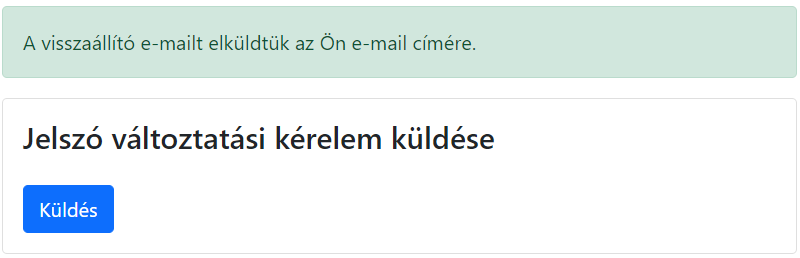 A visszaállító e-mailt elküldtük az Ön e-mail címére.
Jelszó változtatási kérelem küldése
Küldés